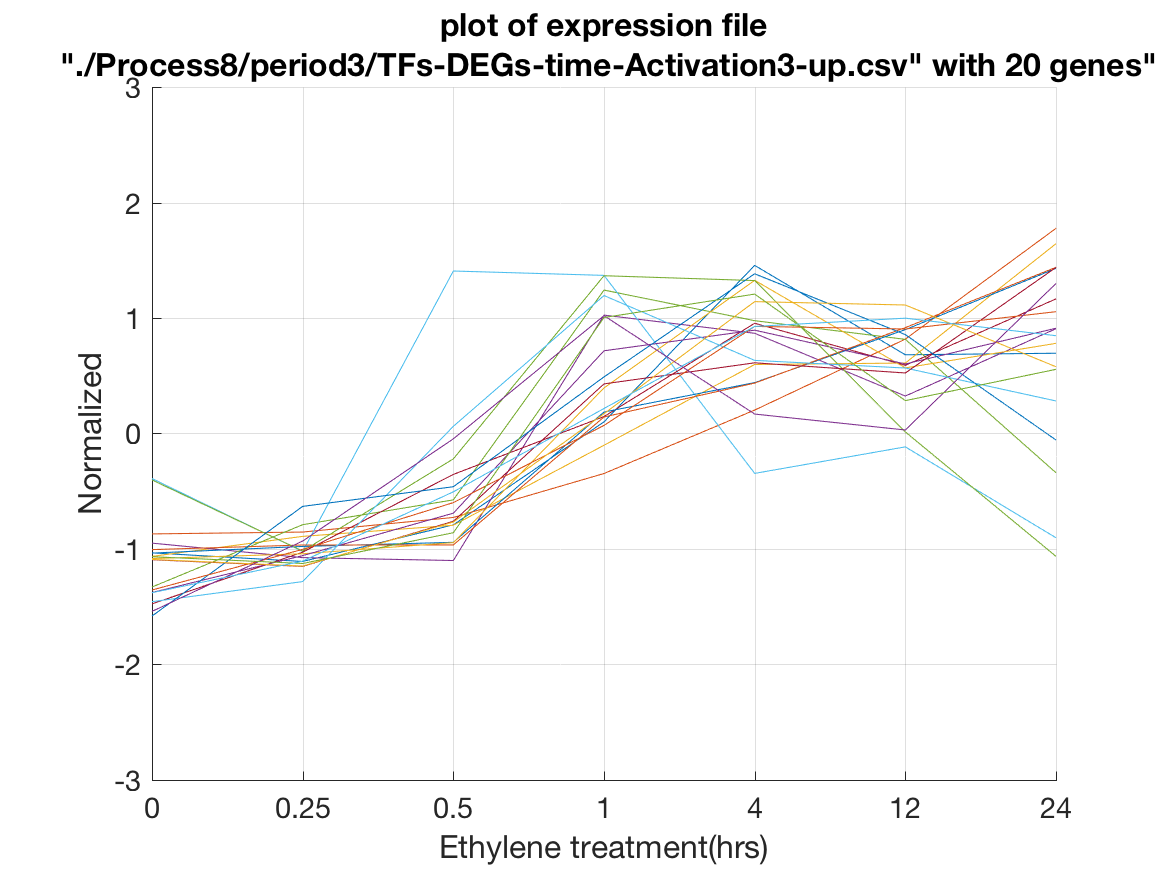 plot of expression file
"./Process8/period3/TFs-DEGs-time-Activation3-up.csv" with 20 genes"
3
2
1
0
-1
-2
-3
Normalized
0 0.25 0.5 1 4 12 24
Ethylene treatment(hrs)